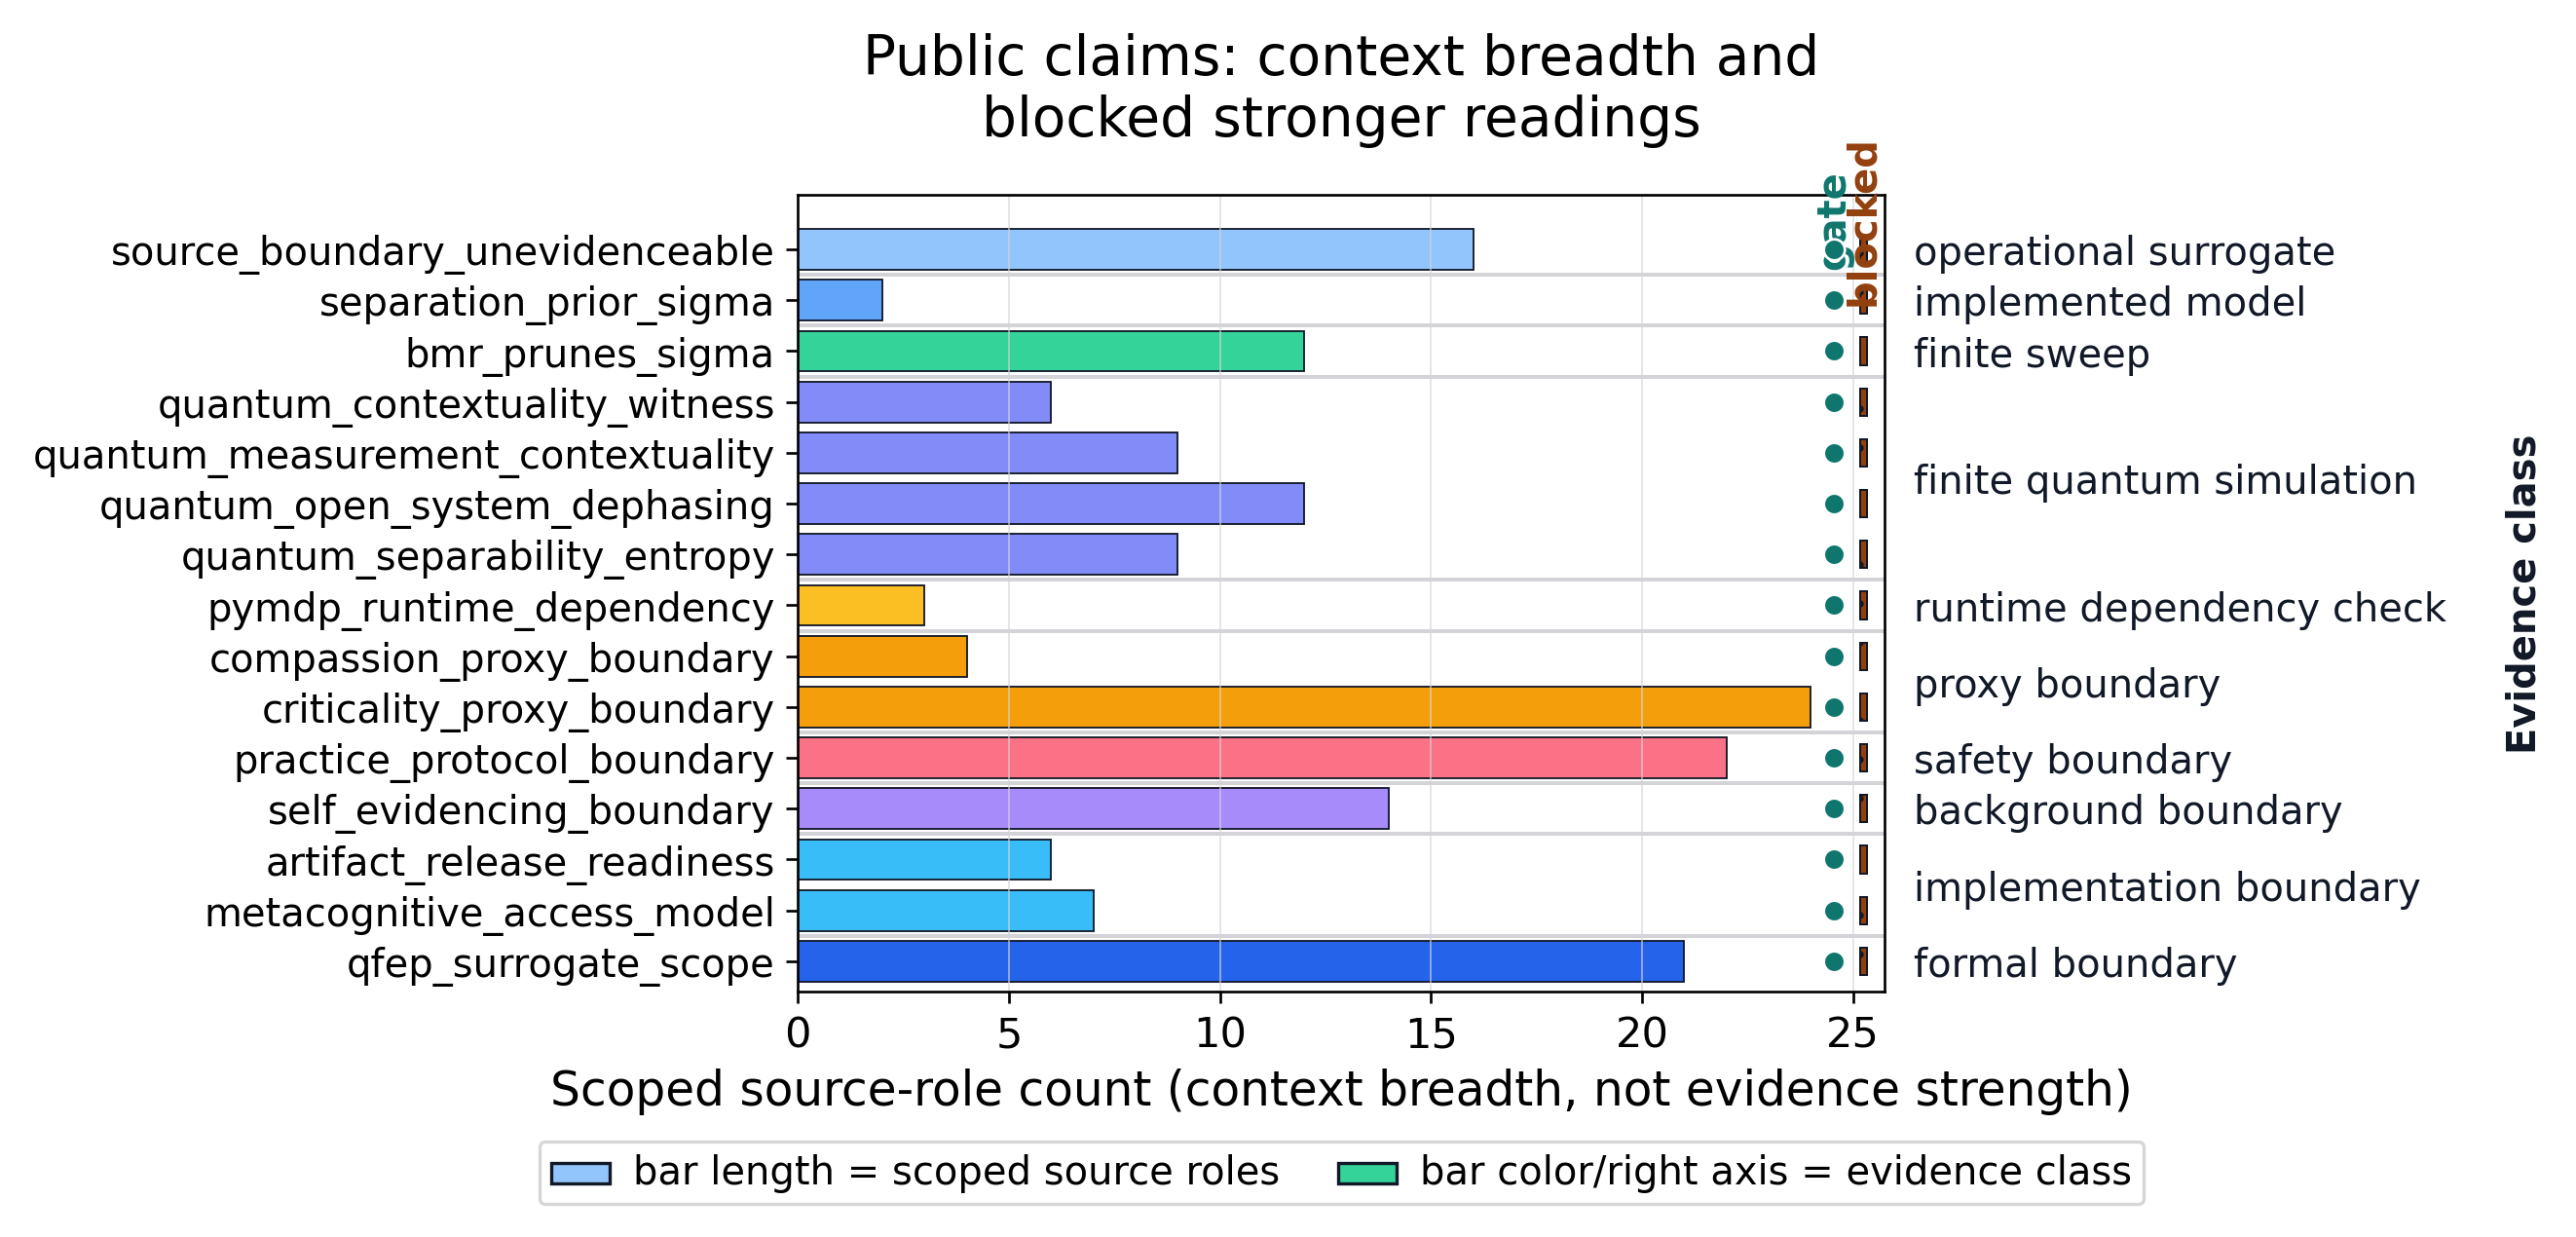 Public claims: context breadth and
blocked stronger readings
gate
blocked
source_boundary_unevidenceable
operational surrogate
separation_prior_sigma
implemented model
bmr_prunes_sigma
finite sweep
quantum_contextuality_witness
quantum_measurement_contextuality
finite quantum simulation
quantum_open_system_dephasing
quantum_separability_entropy
pymdp_runtime_dependency
runtime dependency check
compassion_proxy_boundary
proxy boundary
criticality_proxy_boundary
practice_protocol_boundary
safety boundary
self_evidencing_boundary
background boundary
artifact_release_readiness
implementation boundary
metacognitive_access_model
qfep_surrogate_scope
formal boundary
Evidence class
0 5 10 15 20 25
Scoped source-role count (context breadth, not evidence strength)
bar length = scoped source roles
bar color/right axis = evidence class